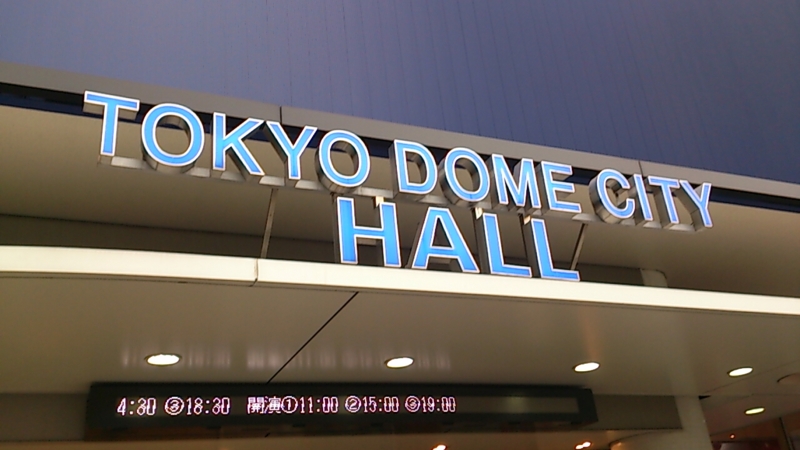 TOKYO DOME CITY
HALL
4:30 ③18:30 開演①11:00 ②15:00 ③19:00